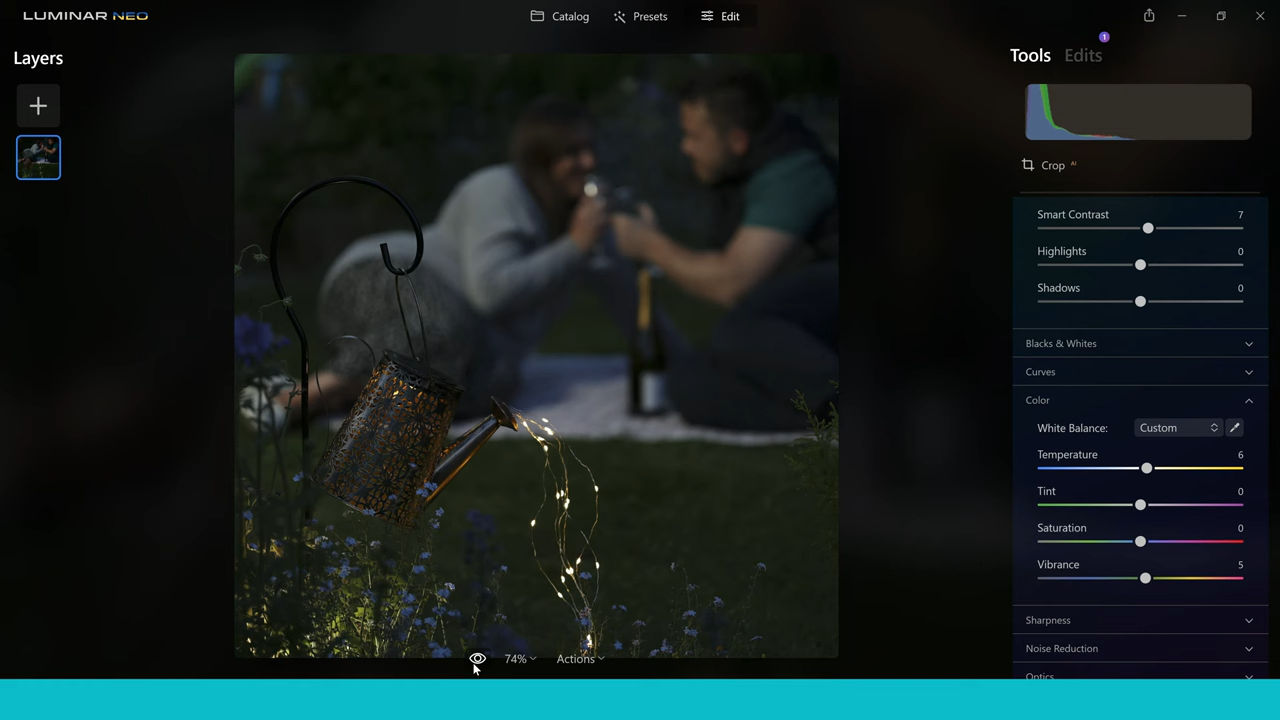 LUMINAR NEO
Catalog
Presets
Edit
Layers
1
Tools
Edits
Crop AI
Smart Contrast 7
Highlights 0
Shadows 0
Blacks & Whites
Curves
Color
White Balance: Custom
Temperature 6
Tint 0
Saturation 0
Vibrance 5
Sharpness
Noise Reduction
Optics
74%
Actions